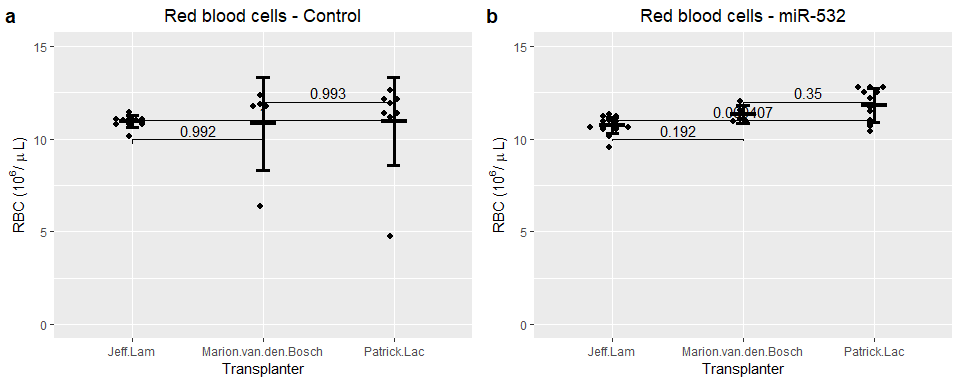 a
Red blood cells - Control
RBC (10⁶/ μ L)
15
10
5
0
0.993
0.992
Jeff.Lam Marion.van.den.Bosch Patrick.Lac
Transplanter
b
Red blood cells - miR-532
RBC (10⁶/ μ L)
15
10
5
0
0.35
0.192
Jeff.Lam Marion.van.den.Bosch Patrick.Lac
Transplanter